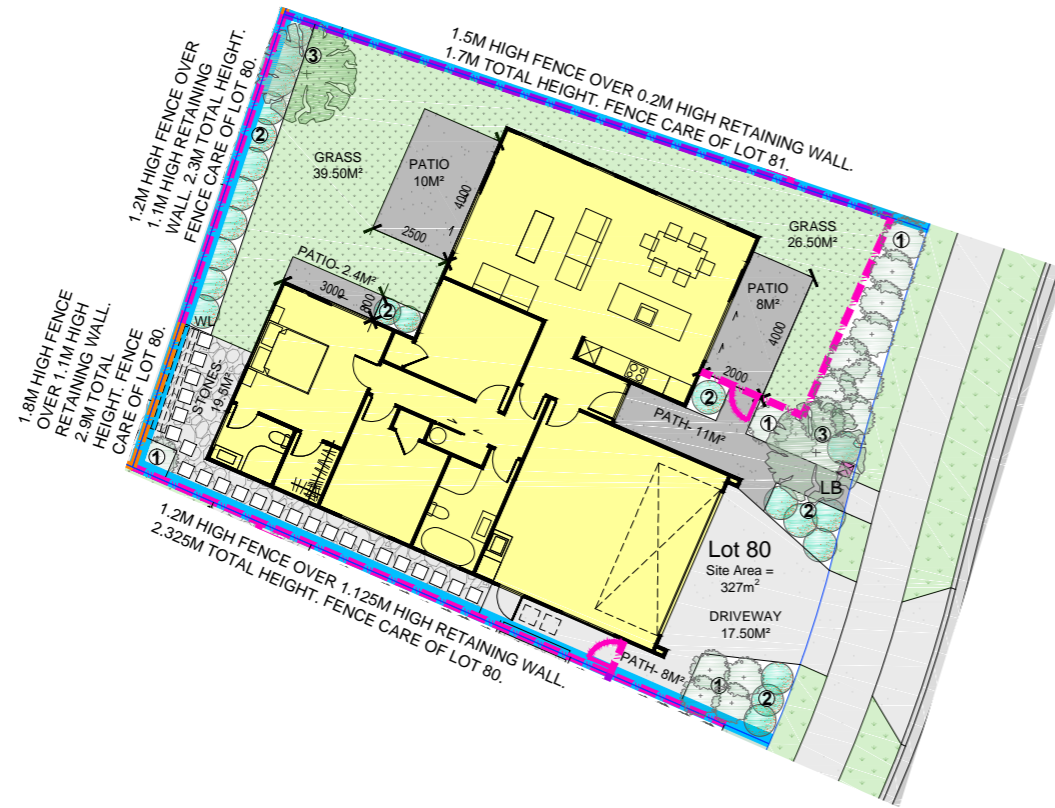 1.5M HIGH FENCE OVER 0.2M HIGH RETAINING WALL.
1.7M TOTAL HEIGHT. FENCE CARE OF LOT 81.
1.2M HIGH FENCE OVER
1.1M HIGH RETAINING
WALL. 2.3M TOTAL HEIGHT.
FENCE CARE OF LOT 80.
3
2
GRASS
39.50M²
PATIO
10M²
4000
2500
PATIO- 2.4M²
3000
800
2
GRASS
26.50M²
1
PATIO
8M²
4000
2000
2
1
3
PATH- 11M²
LB
2
1.8M HIGH FENCE
OVER 1.1M HIGH
RETAINING WALL.
2.9M TOTAL
HEIGHT. FENCE
CARE OF LOT 80.
WL
STONES
19.5M²
1
Lot 80
Site Area =
327m²
DRIVEWAY
17.50M²
1.2M HIGH FENCE OVER 1.125M HIGH RETAINING WALL.
2.325M TOTAL HEIGHT. FENCE CARE OF LOT 80.
PATH- 8M²
1
2